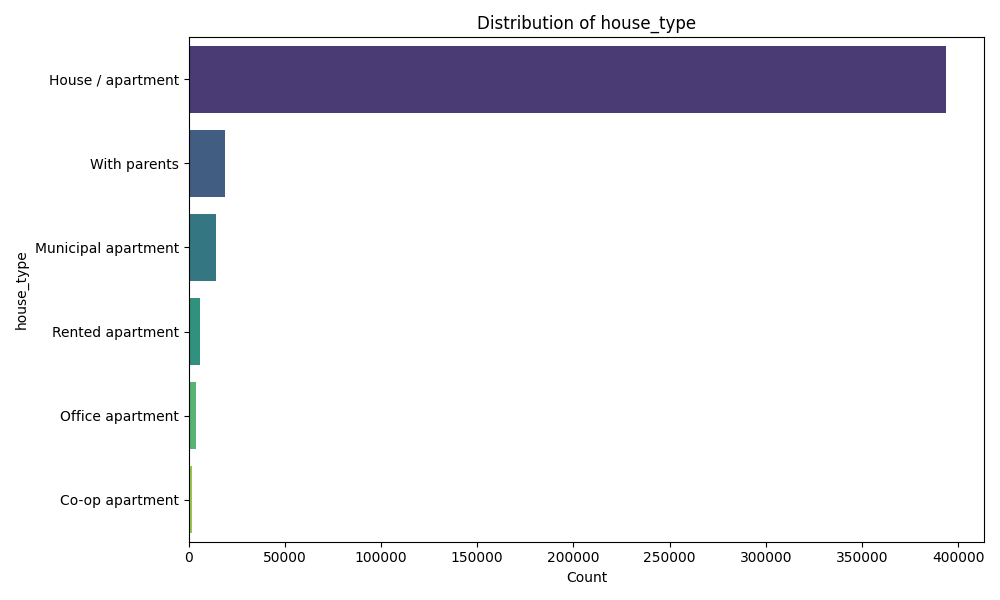 Distribution of house_type
House / apartment
With parents
Municipal apartment
Rented apartment
Office apartment
Co-op apartment
house_type
0 50000 100000 150000 200000 250000 300000 350000 400000
Count